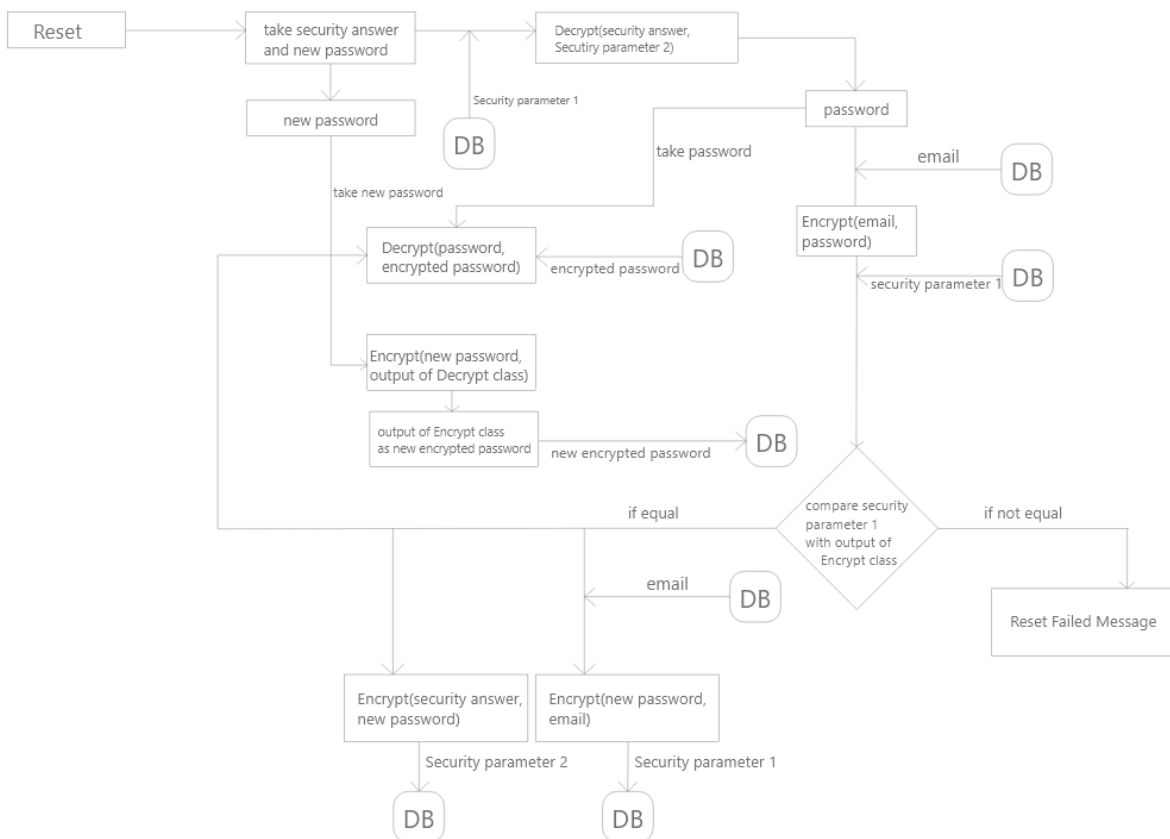 Reset
take security answer
and new password
Decrypt(security answer,
Secutiry parameter 2)
Security parameter 1
DB
new password
password
take password
email
DB
take new password
Encrypt(email,
password)
Decrypt(password,
encrypted password)
encrypted password
DB
security parameter 1
DB
Encrypt(new password,
output of Decrypt class)
output of Encrypt class
as new encrypted password
new encrypted password
DB
if equal
compare security
parameter 1
with output of
Encrypt class
if not equal
email
DB
Reset Failed Message
Encrypt(security answer,
new password)
Encrypt(new password,
email)
Security parameter 2
Security parameter 1
DB
DB